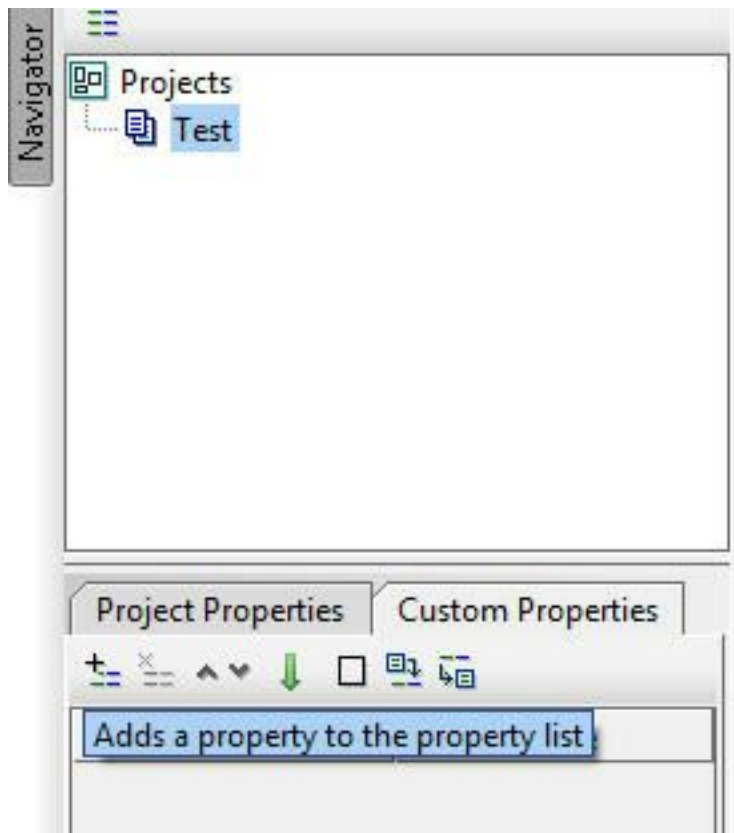 Navigator
Projects
Test
Project Properties
Custom Properties
Adds a property to the property list